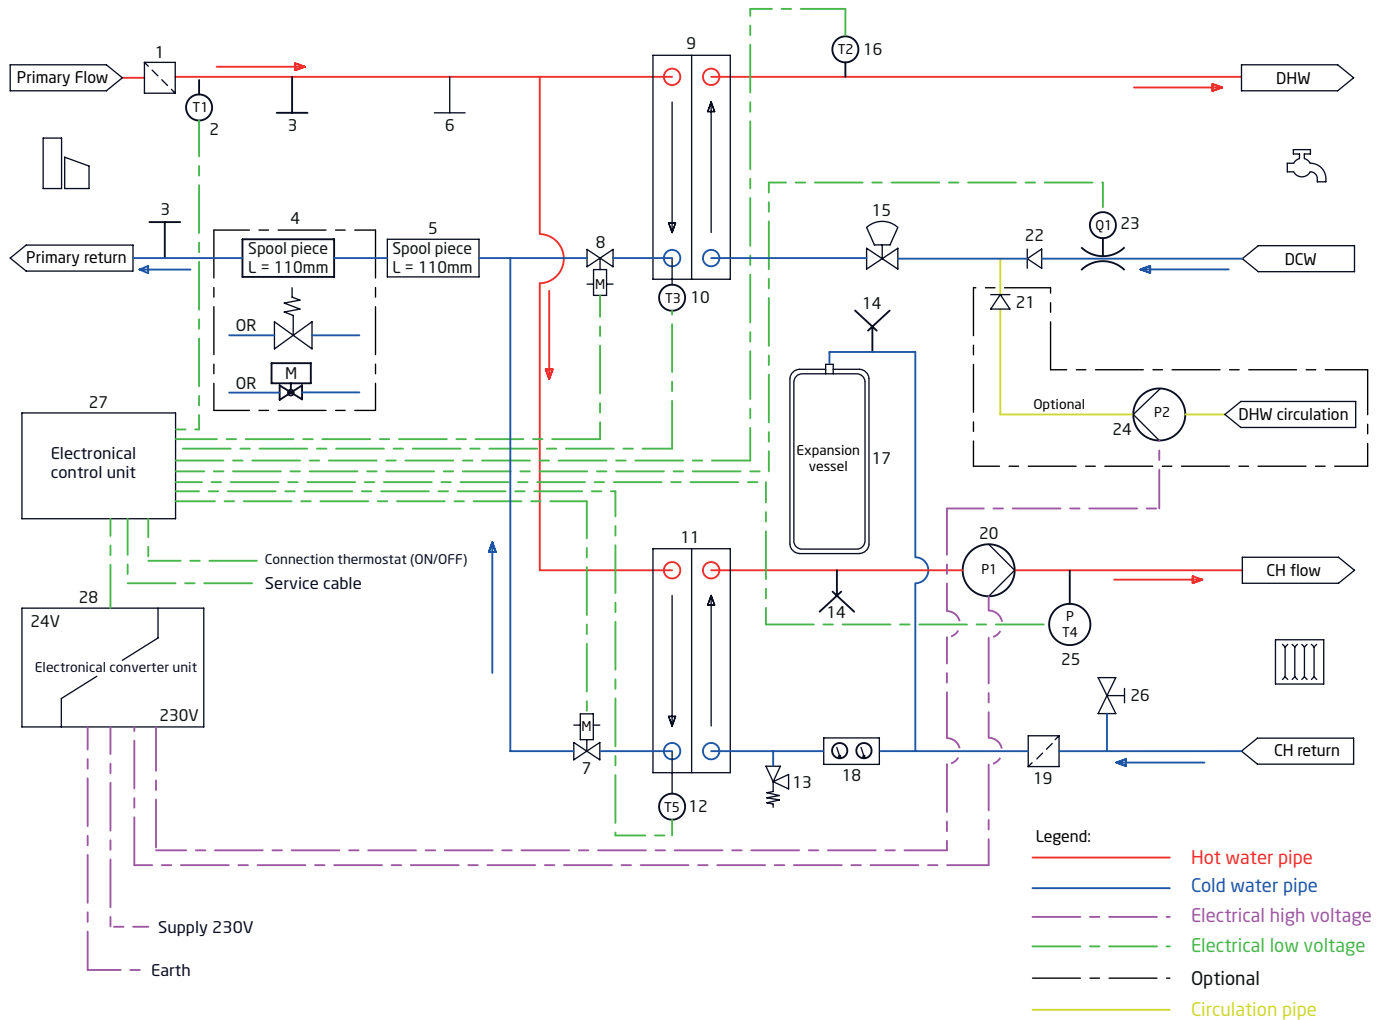 1
Primary Flow
T1
2
3
6
9
T2
16
DHW
3
Primary return
4
Spool piece
L = 110mm
OR
OR
M
5
Spool piece
L = 110mm
8
M
T3
10
15
22
Q1
23
DCW
21
14
Optional
P2
24
DHW circulation
Expansion
vessel
17
27
Electronical
control unit
Connection thermostat (ON/OFF)
Service cable
28
24V
Electronical converter unit
230V
11
14
20
P1
CH flow
P
T4
25
26
M
7
T5
12
13
18
19
CH return
Supply 230V
Earth
Legend:
Hot water pipe
Cold water pipe
Electrical high voltage
Electrical low voltage
Optional
Circulation pipe